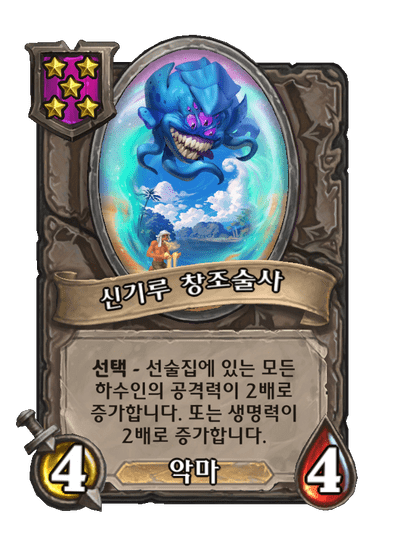 신기루 창조술사
선택 - 선술집에 있는 모든
하수인의 공격력이 2배로
증가합니다. 또는 생명력이
2배로 증가합니다.
4
악마
4